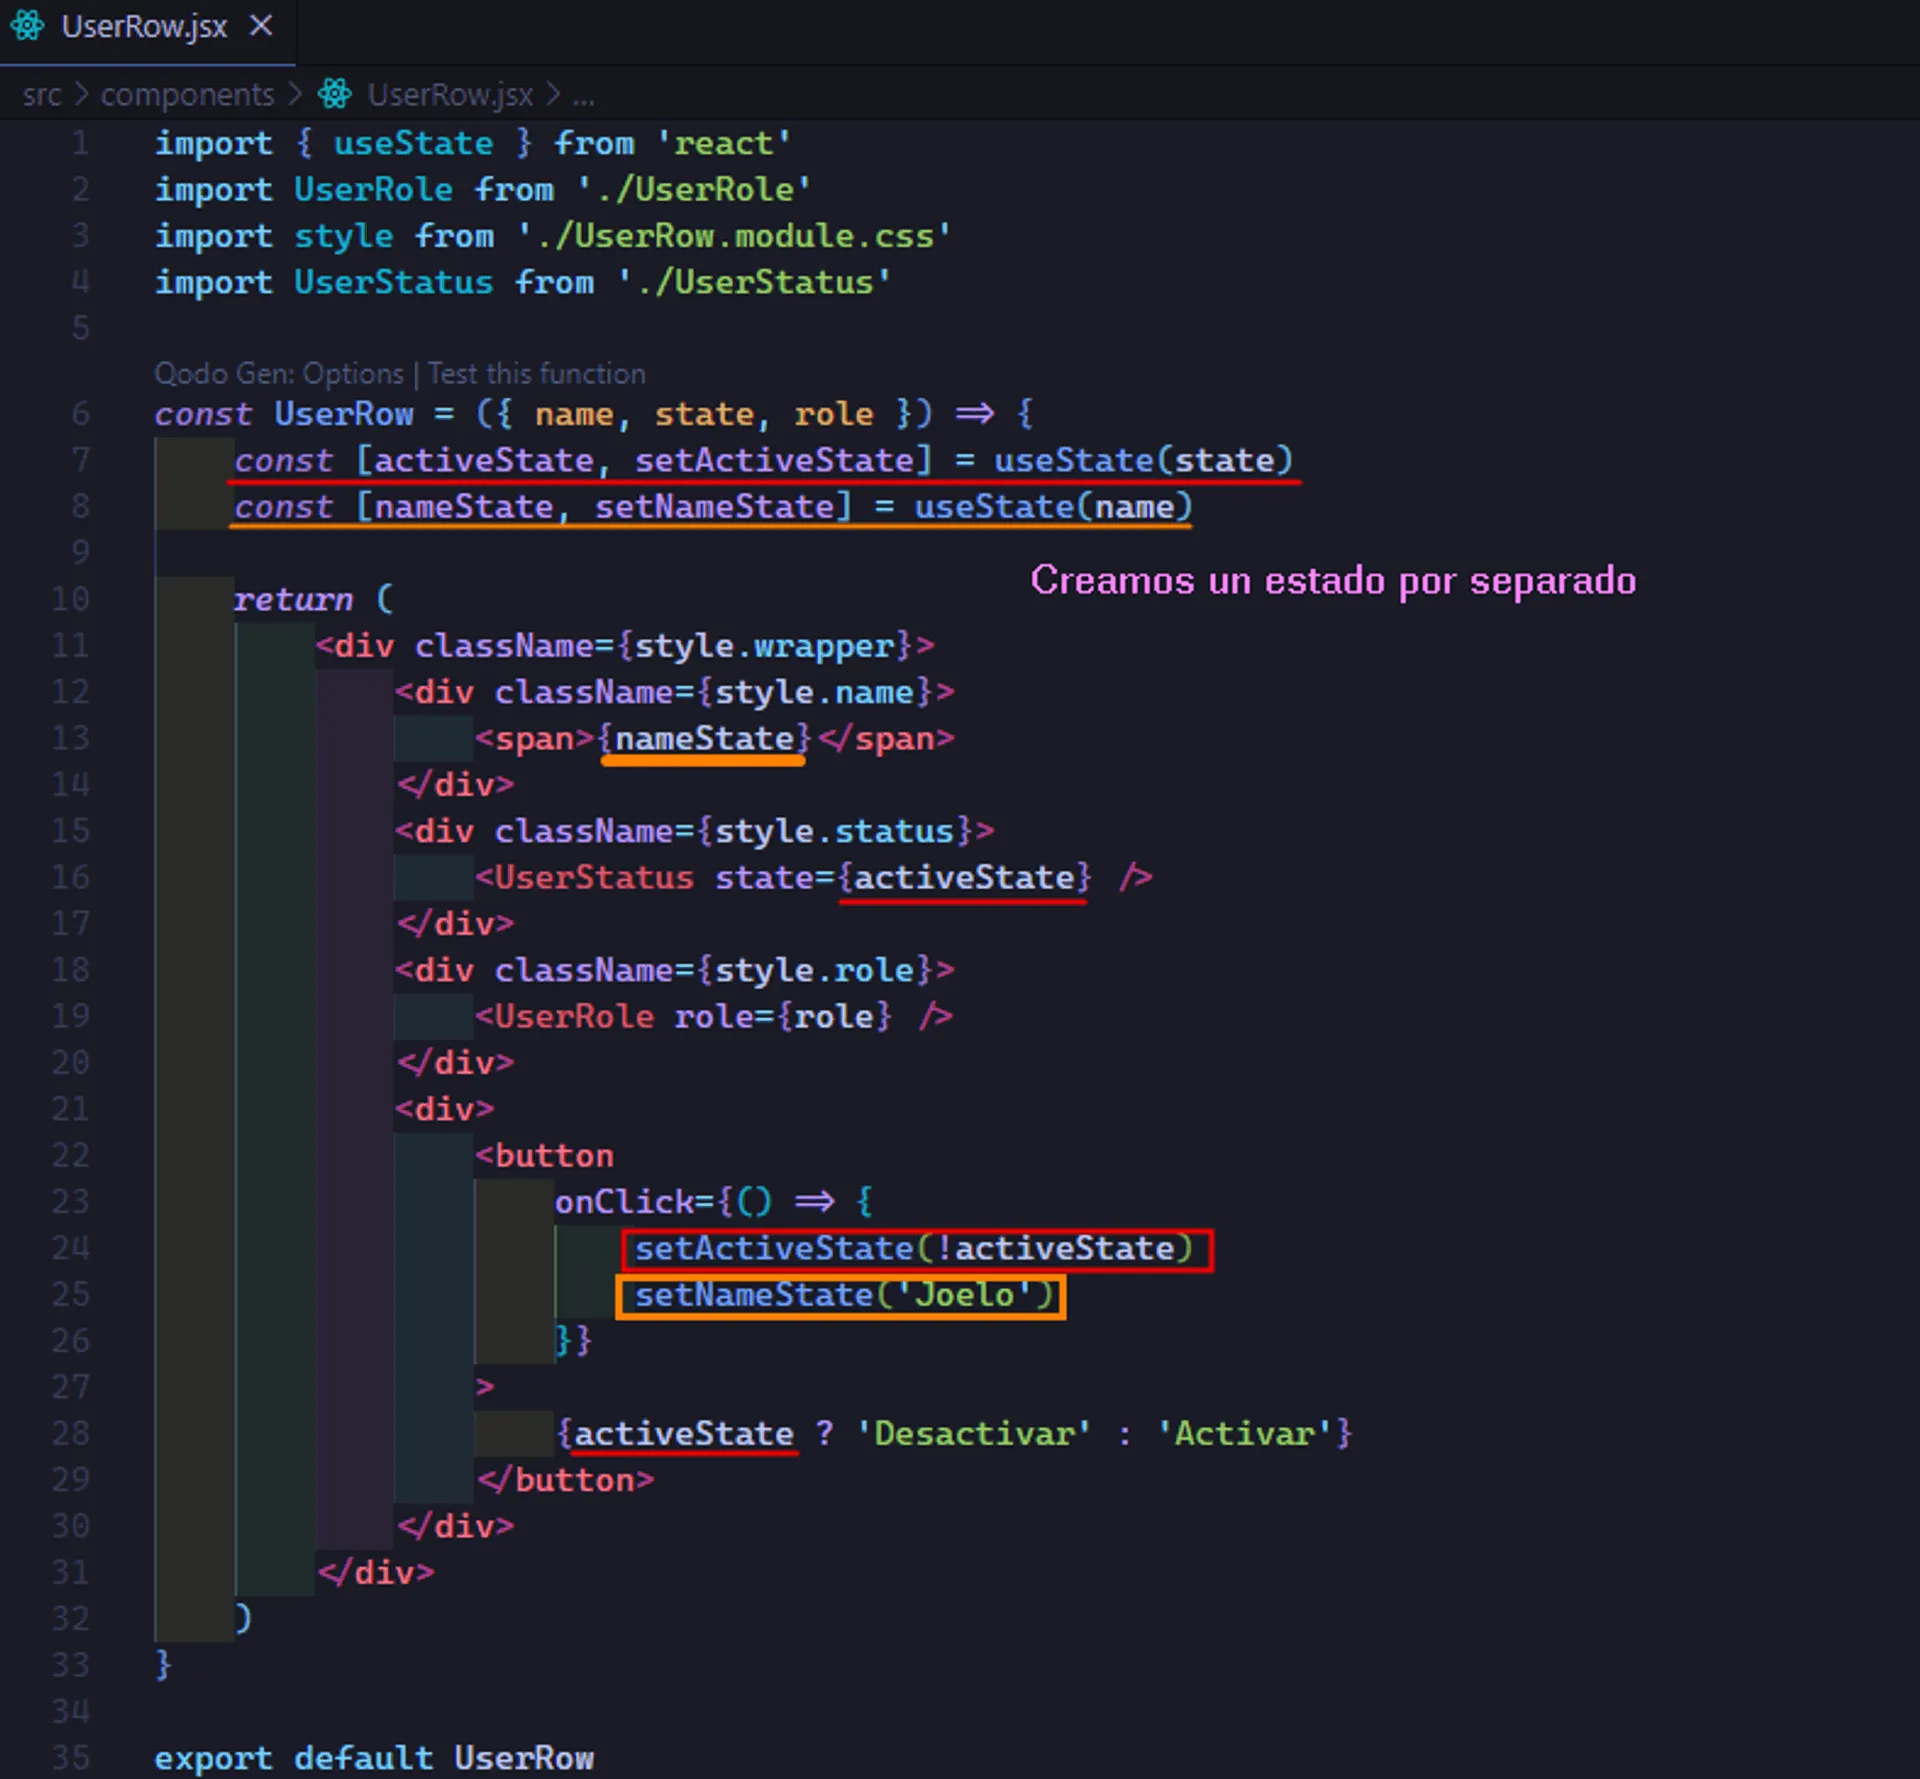 UserRow.jsx
src > components > UserRow.jsx > ...
1 import { useState } from 'react'
2 import UserRole from './UserRole'
3 import style from './UserRow.module.css'
4 import UserStatus from './UserStatus'
5
Qodo Gen: Options | Test this function
6 const UserRow = ({ name, state, role }) => {
7 const [activeState, setActiveState] = useState(state)
8 const [nameState, setNameState] = useState(name)
9
Creamos un estado por separado
10 return (
11 <div className={style.wrapper}>
12 <div className={style.name}>
13 <span>{nameState}</span>
14 </div>
15 <div className={style.status}>
16 <UserStatus state={activeState} />
17 </div>
18 <div className={style.role}>
19 <UserRole role={role} />
20 </div>
21 <div>
22 <button
23 onClick={() => {
24 setActiveState(!activeState)
25 setNameState('Joelo')
26 }}
27 >
28 {activeState ? 'Desactivar' : 'Activar'}
29 </button>
30 </div>
31 </div>
32 )
33 }
34
35 export default UserRow